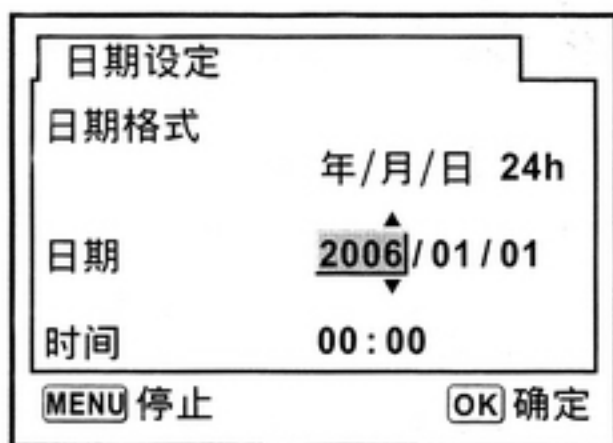 日期设定
日期格式
年/月/日 24h
日期 2006/01/01
时间 00:00
MENU 停止 OK 确定